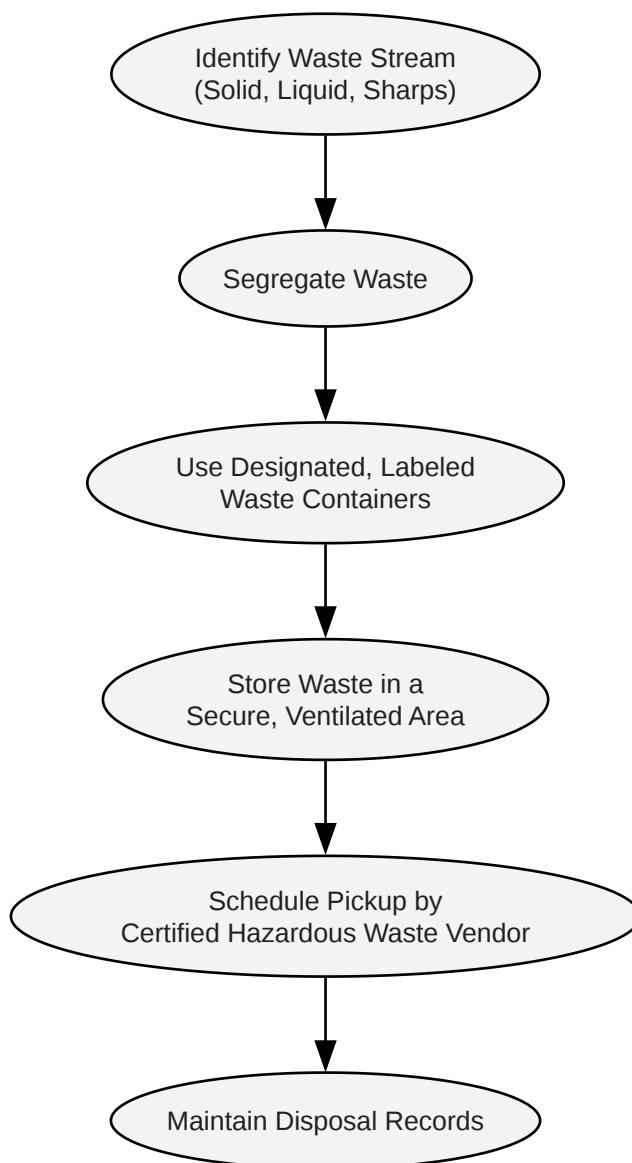 Identify Waste Stream
(Solid, Liquid, Sharps)
Segregate Waste
Use Designated, Labeled
Waste Containers
Store Waste in a
Secure, Ventilated Area
Schedule Pickup by
Certified Hazardous Waste Vendor
Maintain Disposal Records